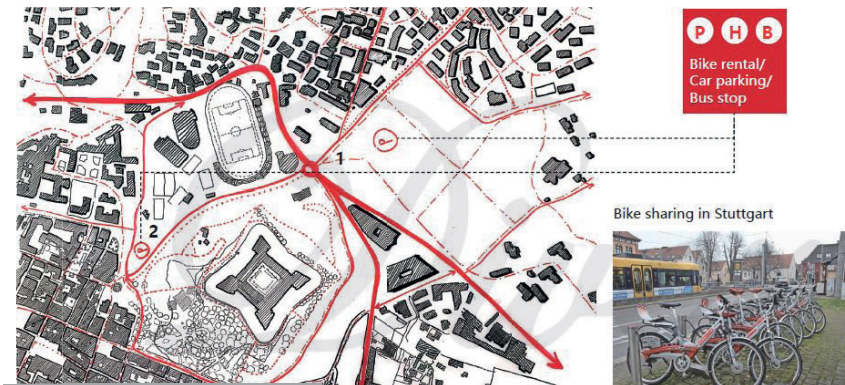 P H B
Bike rental/
Car parking/
Bus stop
1
2
Bike sharing in Stuttgart